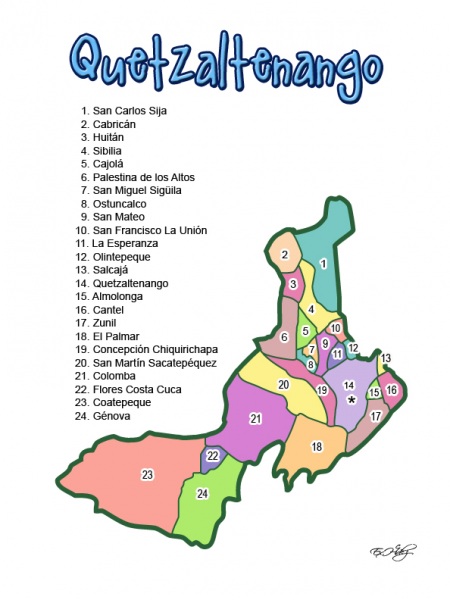 Quetzaltenango
1. San Carlos Sija
2. Cabricán
3. Huitán
4. Sibilia
5. Cajolá
6. Palestina de los Altos
7. San Miguel Sigüila
8. Ostuncalco
9. San Mateo
10. San Francisco La Unión
11. La Esperanza
12. Olintepeque
13. Salcajá
14. Quetzaltenango
15. Almolonga
16. Cantel
17. Zunil
18. El Palmar
19. Concepción Chiquirichapa
20. San Martín Sacatepéquez
21. Colomba
22. Flores Costa Cuca
23. Coatepeque
24. Génova
2
1
3
4
6
5
10
7
9
11
12
8
13
20
19
14
*
15
16
21
17
18
22
23
24